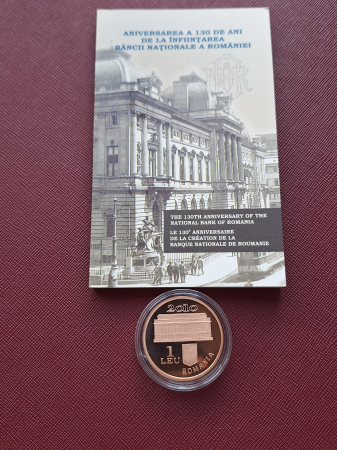 ANIVERSAREA A 130 DE ANI
DE LA ÎNFIINȚAREA
BĂNCII NAȚIONALE A ROMÂNIEI
THE 130TH ANNIVERSARY OF THE
NATIONAL BANK OF ROMANIA
LE 130ᴱ ANNIVERSAIRE
DE LA CRÉATION DE LA
BANQUE NATIONALE DE ROUMANIE
2010
1
LEU
ROMANIA